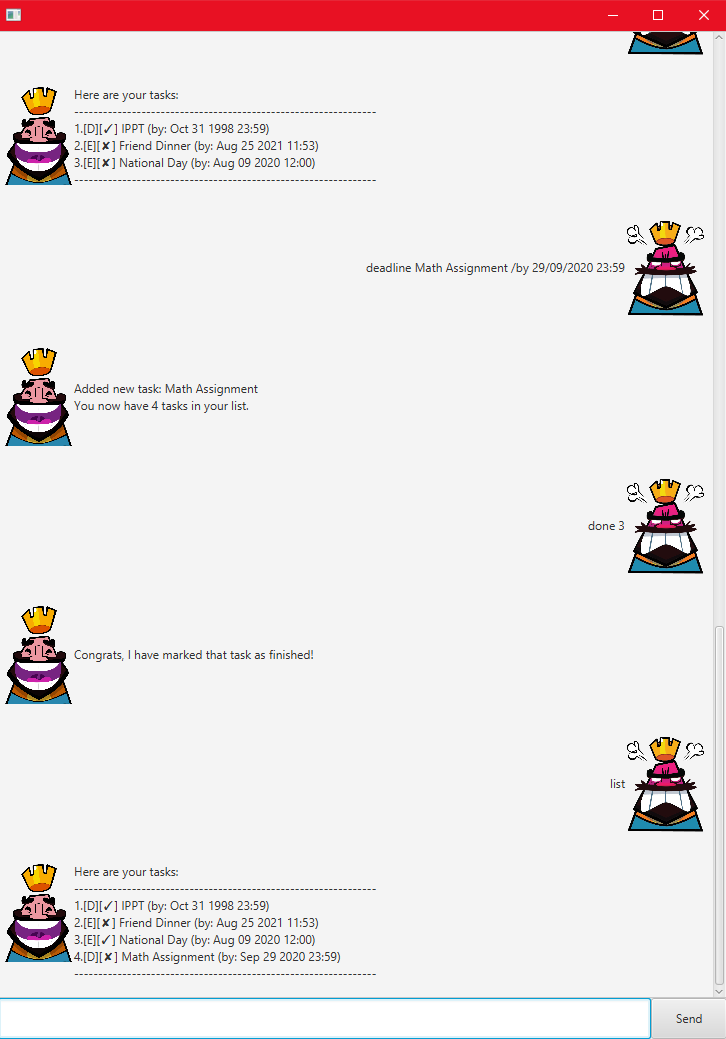 Here are your tasks:
------------------------------------------------------------
1.[D][✓] IPPT (by: Oct 31 1998 23:59)
2.[E][✘] Friend Dinner (by: Aug 25 2021 11:53)
3.[E][✘] National Day (by: Aug 09 2020 12:00)
------------------------------------------------------------
deadline Math Assignment /by 29/09/2020 23:59
Added new task: Math Assignment
You now have 4 tasks in your list.
done 3
Congrats, I have marked that task as finished!
list
Here are your tasks:
------------------------------------------------------------
1.[D][✓] IPPT (by: Oct 31 1998 23:59)
2.[E][✘] Friend Dinner (by: Aug 25 2021 11:53)
3.[E][✓] National Day (by: Aug 09 2020 12:00)
4.[D][✘] Math Assignment (by: Sep 29 2020 23:59)
------------------------------------------------------------
Send